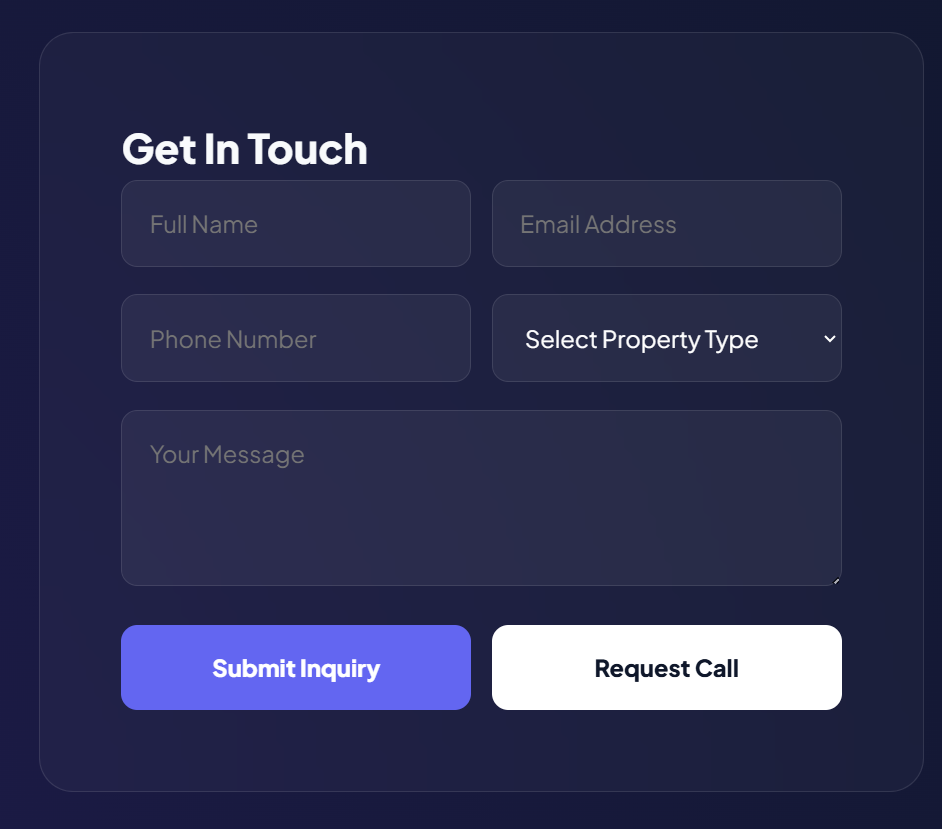 Get In Touch
Full Name
Email Address
Phone Number
Select Property Type
Your Message
Submit Inquiry
Request Call